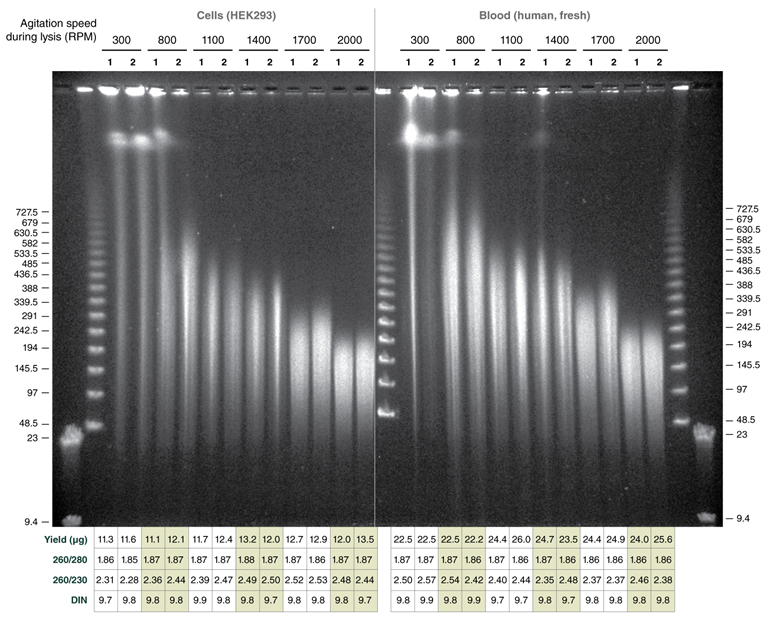 Cells (HEK293) Blood (human, fresh)
Agitation speed
during lysis (RPM)
300 800 1100 1400 1700 2000 300 800 1100 1400 1700 2000
1 2 1 2 1 2 1 2 1 2 1 2 1 2 1 2 1 2 1 2 1 2 1 2
727.5 727.5
679 679
630.5 630.5
582 582
533.5 533.5
485 485
436.5 436.5
388 388
339.5 339.5
291 291
242.5 242.5
194 194
145.5 145.5
97 97
48.5 48.5
23 23
9.4 9.4
Yield (µg) 11.3 11.6 11.1 12.1 11.7 12.4 13.2 12.0 12.7 12.9 12.0 13.5 22.5 22.5 22.5 22.2 24.4 26.0 24.7 23.5 24.4 24.9 24.0 25.6
260/280 1.86 1.85 1.87 1.87 1.87 1.87 1.88 1.87 1.87 1.86 1.87 1.87 1.87 1.87 1.87 1.86 1.87 1.87 1.87 1.87 1.86 1.86 1.86 1.86
260/230 2.31 2.28 2.36 2.44 2.39 2.47 2.49 2.50 2.52 2.53 2.48 2.44 2.50 2.57 2.54 2.42 2.40 2.44 2.35 2.48 2.37 2.37 2.46 2.38
DIN 9.7 9.8 9.8 9.8 9.9 9.8 9.8 9.7 9.8 9.8 9.8 9.7 9.8 9.9 9.8 9.9 9.7 9.7 9.8 9.7 9.8 9.8 9.8 9.8